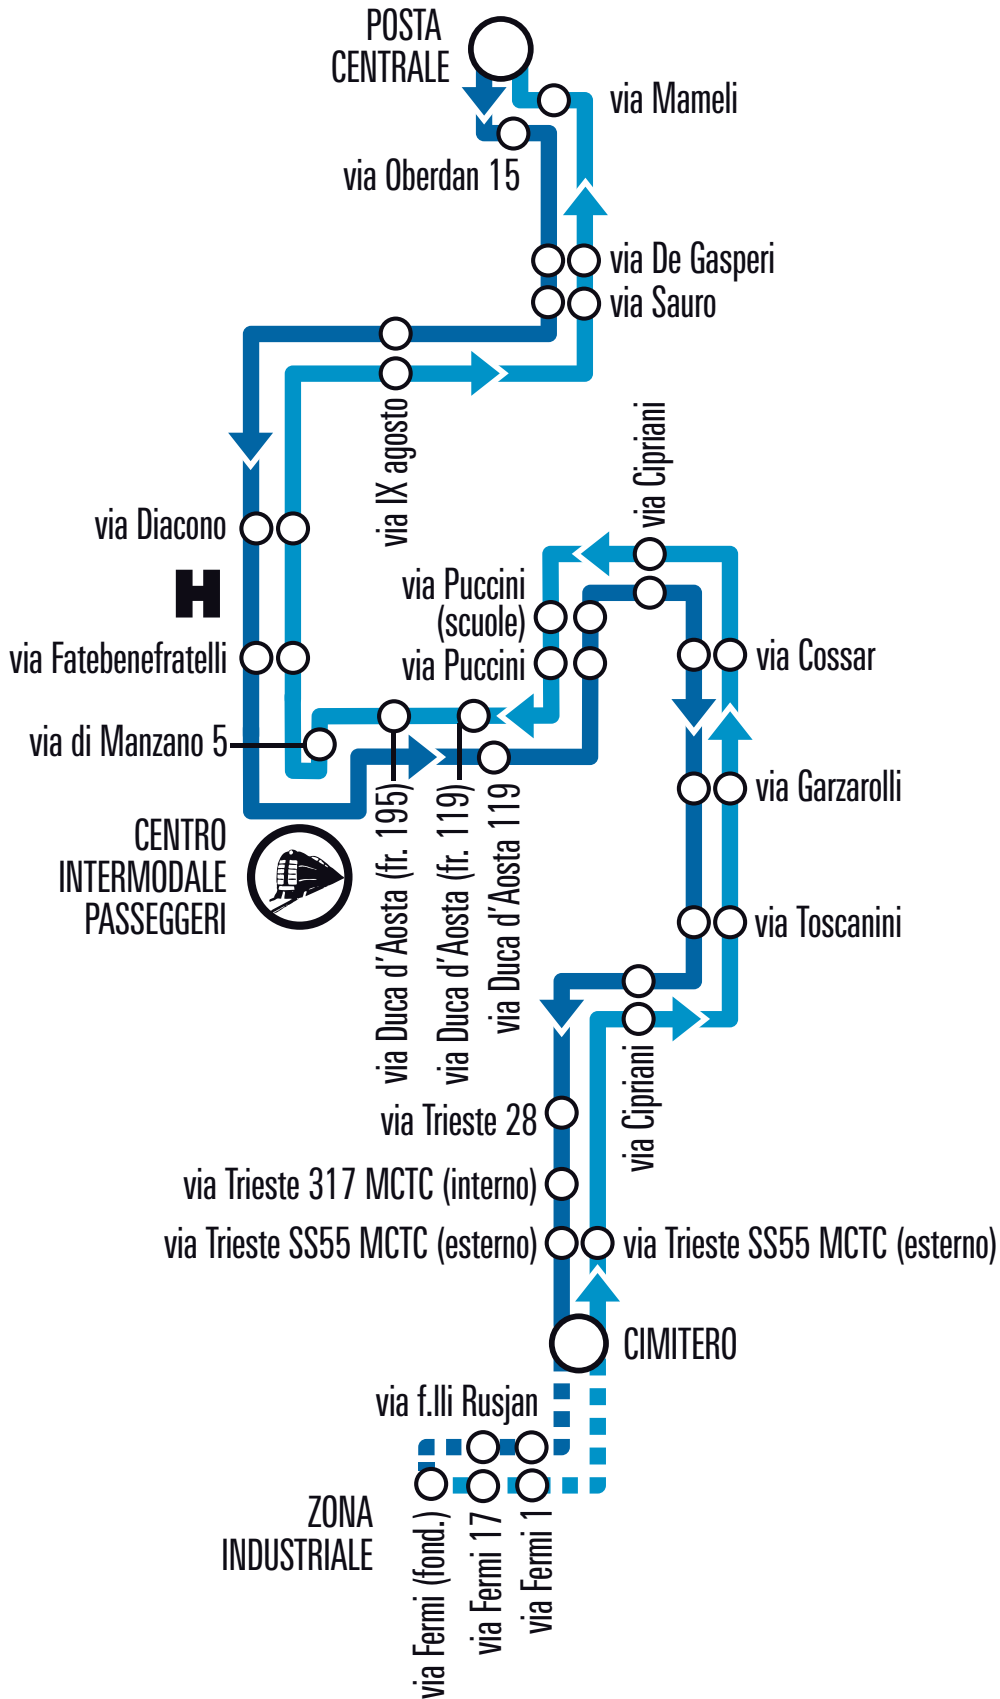 POSTA
CENTRALE
via Mameli
via Oberdan 15
via De Gasperi
via Sauro
via IX agosto
via Cipriani
via Diacono
H
via Puccini
(scuole)
via Puccini
via Fatebenefratelli
via Cossar
via di Manzano 5
via Garzarolli
CENTRO
INTERMODALE
PASSEGGERI
via Duca d'Aosta (fr. 195)
via Duca d'Aosta (fr. 119)
via Duca d'Aosta 119
via Toscanini
via Cipriani
via Trieste 28
via Trieste 317 MCTC (interno)
via Trieste SS55 MCTC (esterno)
via Trieste SS55 MCTC (esterno)
CIMITERO
via f.lli Rusjan
ZONA
INDUSTRIALE
via Fermi (fond.)
via Fermi 17
via Fermi 1